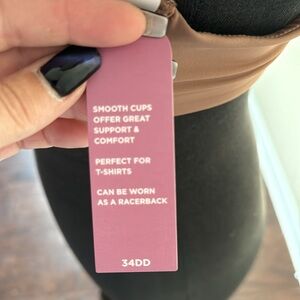 SMOOTH CUPS
OFFER GREAT
SUPPORT &
COMFORT
PERFECT FOR
T-SHIRTS
CAN BE WORN
AS A RACERBACK
34DD